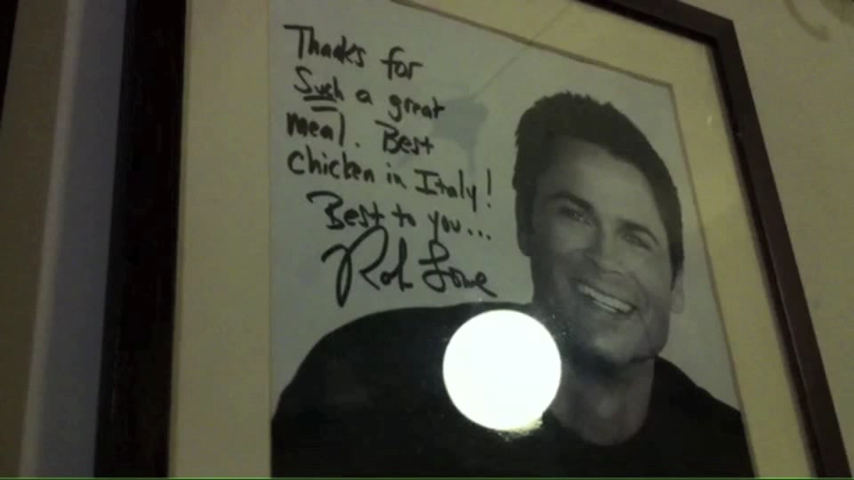 Thanks for
Such a great
meal. Best
chicken in Italy!
Best to you...
Rob Lowe